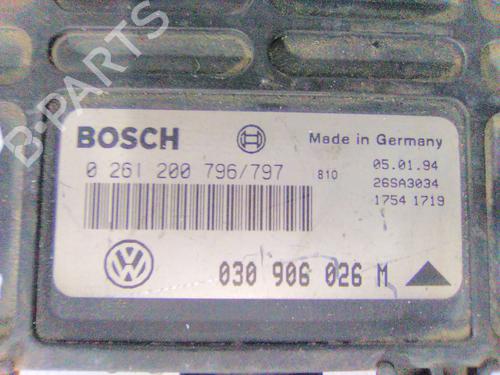 B-PARTS
BOSCH
Made in Germany
0 261 200 796/797 810
05.01.94
26SA3034
1754 1719
030 906 026 M